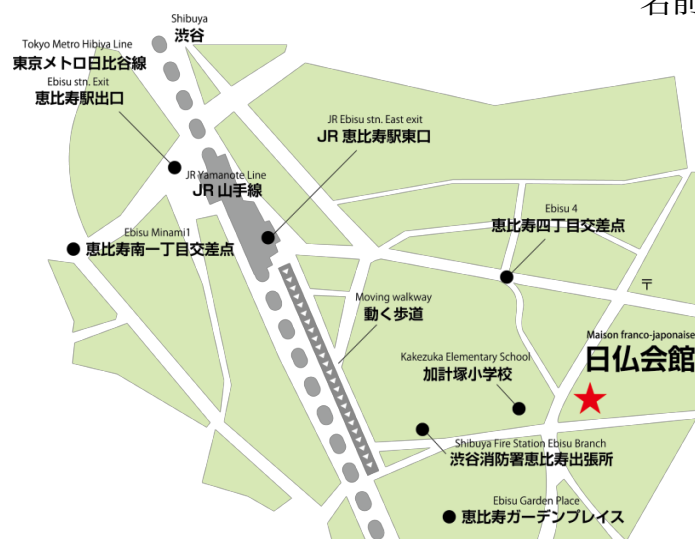 名前
Shibuya
渋谷
Tokyo Metro Hibiya Line
東京メトロ日比谷線
Ebisu stn. Exit
恵比寿駅出口
JR Ebisu stn. East exit
JR 恵比寿駅東口
JR Yamanote Line
JR 山手線
Ebisu 4
恵比寿四丁目交差点
Ebisu Minami1
恵比寿南一丁目交差点
〒
Moving walkway
動く歩道
Maison franco-japonaise
日仏会館
Kakezuka Elementary School
加計塚小学校
Shibuya Fire Station Ebisu Branch
渋谷消防署恵比寿出張所
Ebisu Garden Place
恵比寿ガーデンプレイス